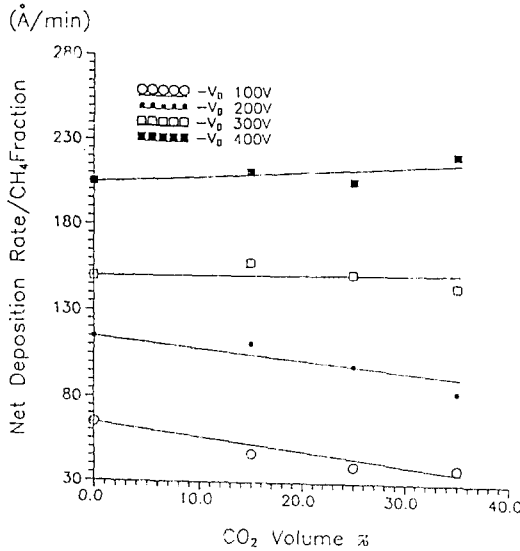 (Å/min)
280
230
180
130
80
30
Net Deposition Rate/CH₄Fraction
-V₀ 100V
-V₀ 200V
-V₀ 300V
-V₀ 400V
0.0 10.0 20.0 30.0 40.0
CO₂ Volume %